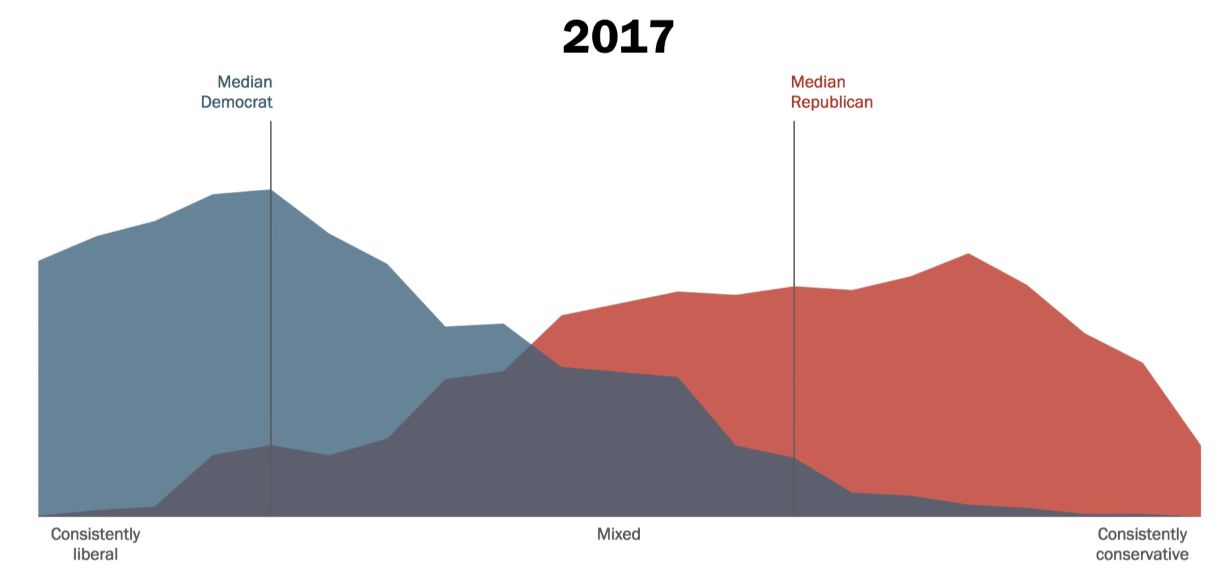 2017
Median
Democrat
Median
Republican
Consistently
liberal
Mixed
Consistently
conservative